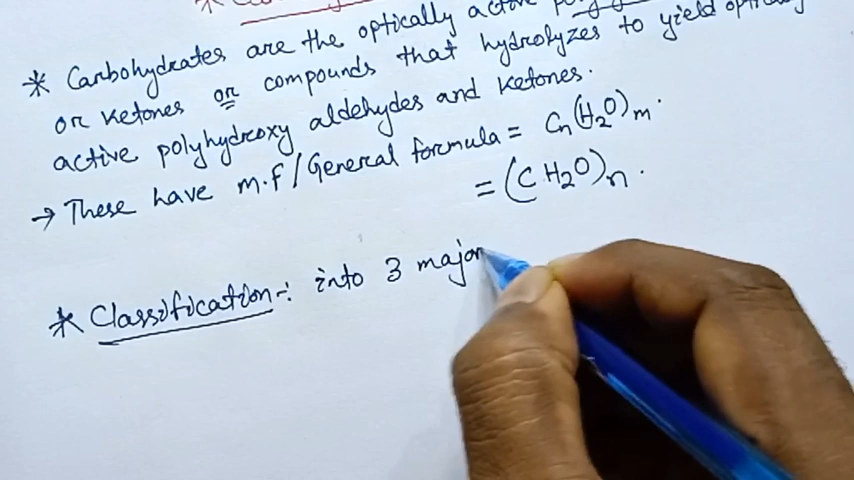 * Carbohydrates are the optically active
or ketones or compounds that hydrolyzes to yield optically
active polyhydroxy aldehydes and ketones.
→ These have m.f/General formula = Cn(H2O)m.
= (CH2O)n.
* Classification :- into 3 major